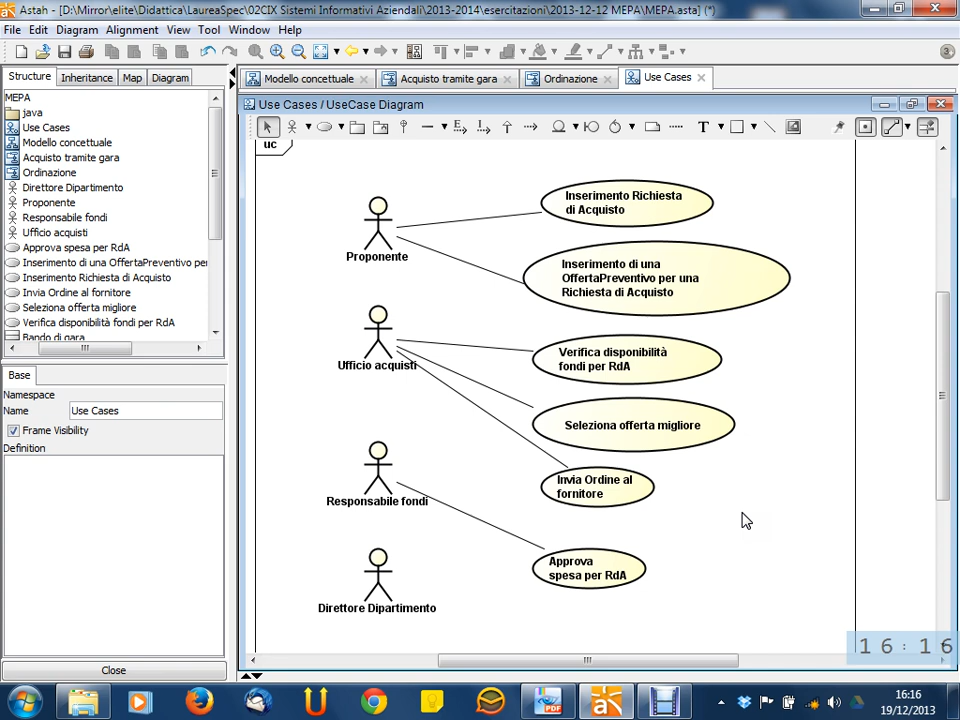 Astah - [D:\Mirror\elite\Didattica\LaureaSpec\02CIX Sistemi Informativi Aziendali\2013-2014\esercitazioni\2013-12-12 MEPA\MEPA.asta] (*)
File Edit Diagram Alignment View Tool Window Help
Structure Inheritance Map Diagram
Modello concettuale Acquisto tramite gara Ordinazione Use Cases
MEPA
java
Use Cases
Modello concettuale
Acquisto tramite gara
Ordinazione
Direttore Dipartimento
Proponente
Responsabile fondi
Ufficio acquisti
Approva spesa per RdA
Inserimento di una OffertaPreventivo per
Inserimento Richiesta di Acquisto
Invia Ordine al fornitore
Seleziona offerta migliore
Verifica disponibilità fondi per RdA
Bando di gara
Base
Namespace
Name Use Cases
Frame Visibility
Definition
Close
Use Cases / UseCase Diagram
uc
Proponente
Inserimento Richiesta
di Acquisto
Inserimento di una
OffertaPreventivo per una
Richiesta di Acquisto
Ufficio acquisti
Verifica disponibilità
fondi per RdA
Seleziona offerta migliore
Invia Ordine al
fornitore
Responsabile fondi
Approva
spesa per RdA
Direttore Dipartimento
16:16
PDF
16:16
19/12/2013